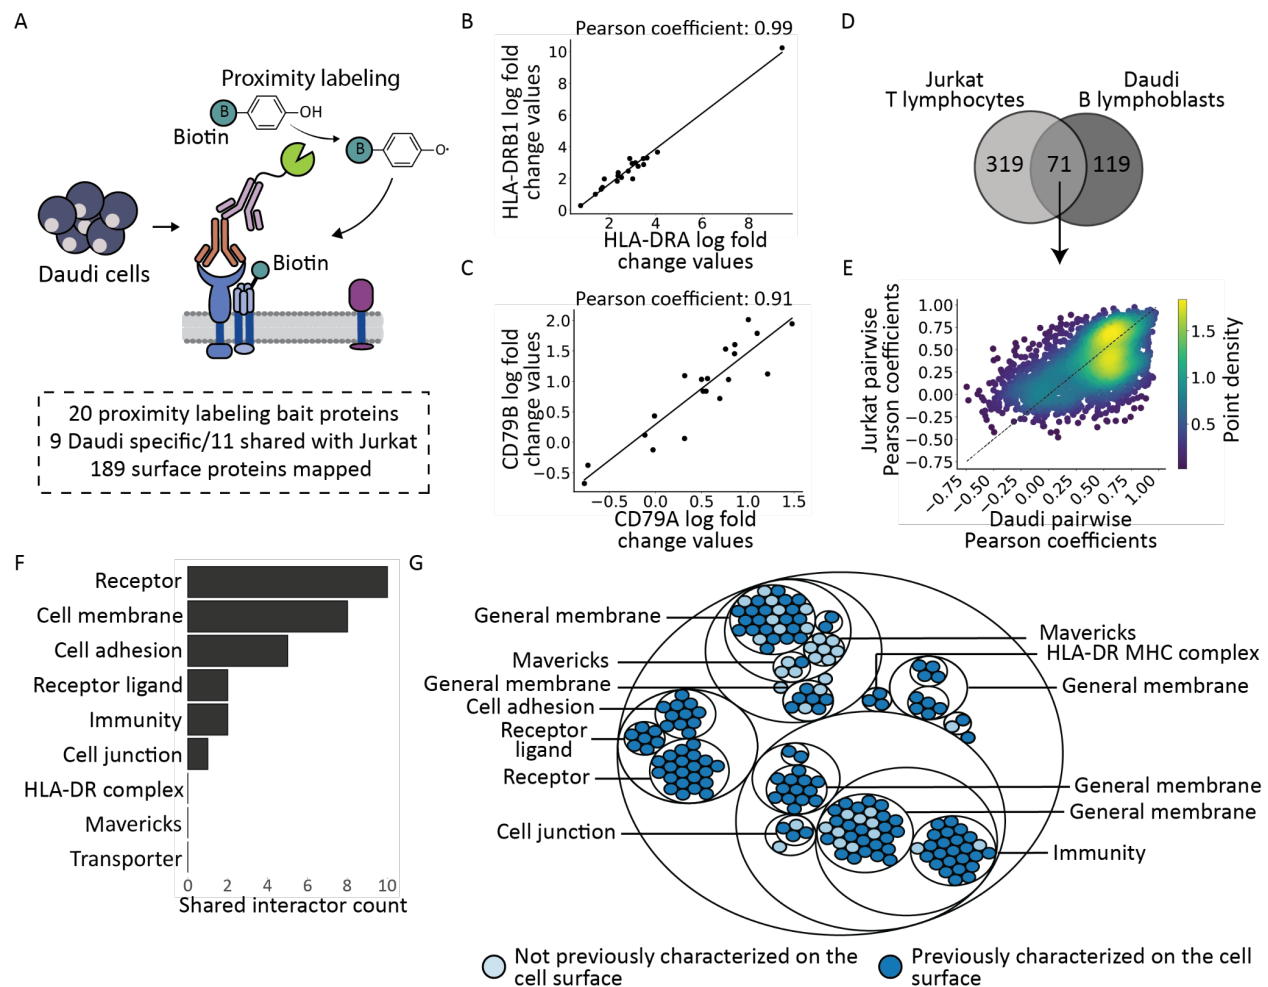 A
Proximity labeling
B
OH
Biotin
B
O·
Daudi cells
Biotin
20 proximity labeling bait proteins
9 Daudi specific/11 shared with Jurkat
189 surface proteins mapped
B
Pearson coefficient: 0.99
HLA-DRB1 log fold
change values
10
8
6
4
2
0
2 4 6 8
HLA-DRA log fold
change values
C
Pearson coefficient: 0.91
CD79B log fold
change values
2.0
1.5
1.0
0.5
0.0
−0.5
−0.5 0.0 0.5 1.0 1.5
CD79A log fold
change values
D
Jurkat
T lymphocytes
Daudi
B lymphoblasts
319 71 119
E
Jurkat pairwise
Pearson coefficients
1.00
0.75
0.50
0.25
0.00
−0.25
−0.50
−0.75
−0.75 −0.50 −0.25 0.00 0.25 0.50 0.75 1.00
Daudi pairwise
Pearson coefficients
1.5
1.0
0.5
Point density
F
Receptor
Cell membrane
Cell adhesion
Receptor ligand
Immunity
Cell junction
HLA-DR complex
Mavericks
Transporter
0 2 4 6 8 10
Shared interactor count
G
General membrane
Mavericks
General membrane
Cell adhesion
Receptor
ligand
Receptor
Cell junction
Mavericks
HLA-DR MHC complex
General membrane
General membrane
General membrane
Immunity
Not previously characterized on the
cell surface
Previously characterized on the cell
surface